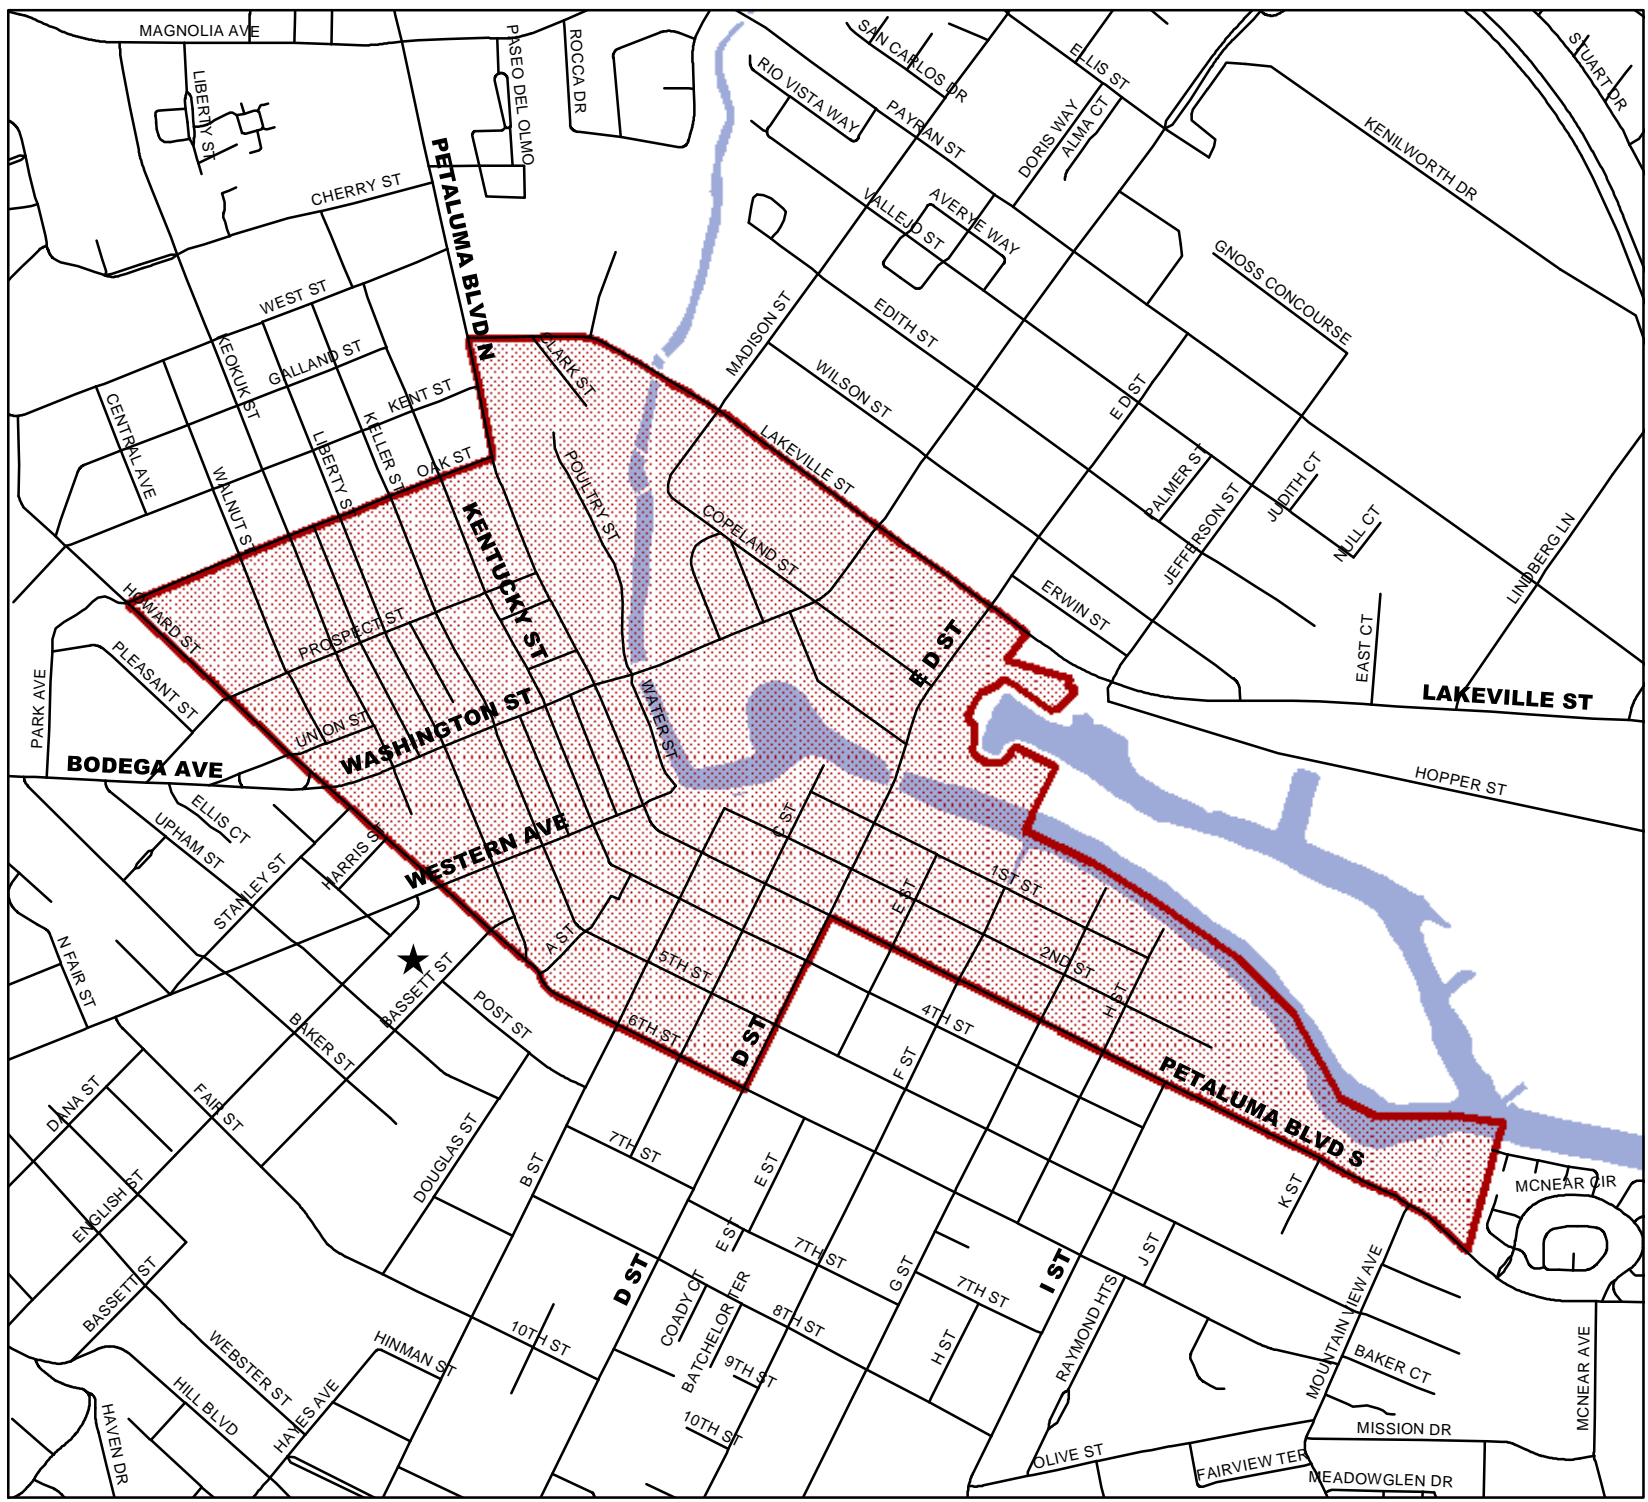 MAGNOLIA AVE
PASEO DEL OLMO
ROCCA DR
SAN CARLOS DR
ELLIS ST
STUART DR
LIBERTY ST
RIO VISTA WAY
PAYRAN ST
DORIS WAY
ALMA CT
KENILWORTH DR
PETALUMA BLVD N
CHERRY ST
VALLEJO ST
AVERYE WAY
GNOSS CONCOURSE
WEST ST
MADISON ST
EDITH ST
KEOKUK ST
GALLAND ST
CLARK ST
WILSON ST
E D ST
CENTRAL AVE
KENT ST
KELLER ST
LIBERTY ST
OAK ST
LAKEVILLE ST
POULTRY ST
WALNUT ST
PALMER ST
JEFFERSON ST
JUDITH CT
NULL CT
LINDBERG LN
KENTUCKY ST
COPELAND ST
HOWARD ST
PROSPECT ST
ERWIN ST
EAST CT
PLEASANT ST
PARK AVE
E D ST
WATER ST
LAKEVILLE ST
UNION ST
WASHINGTON ST
BODEGA AVE
HOPPER ST
ELLIS CT
UPHAM ST
HARRIS ST
WESTERN AVE
C ST
STANLEY ST
1ST ST
E ST
N FAIR ST
A ST
5TH ST
2ND ST
BASSETT ST
POST ST
H ST
BAKER ST
6TH ST
D ST
4TH ST
F ST
PETALUMA BLVD S
DANA ST
FAIR ST
DOUGLAS ST
7TH ST
B ST
E ST
K ST
MCNEAR CIR
ENGLISH ST
E ST
7TH ST
J ST
BASSETT ST
D ST
G ST
7TH ST
I ST
MOUNTAIN VIEW AVE
COADY CT
BATCHELOR TER
8TH ST
RAYMOND HTS
WEBSTER ST
HINMAN ST
10TH ST
H ST
BAKER CT
MCNEAR AVE
9TH ST
HILL BLVD
HAYES AVE
HAVEN DR
10TH ST
MISSION DR
OLIVE ST
FAIRVIEW TER
MEADOWGLEN DR